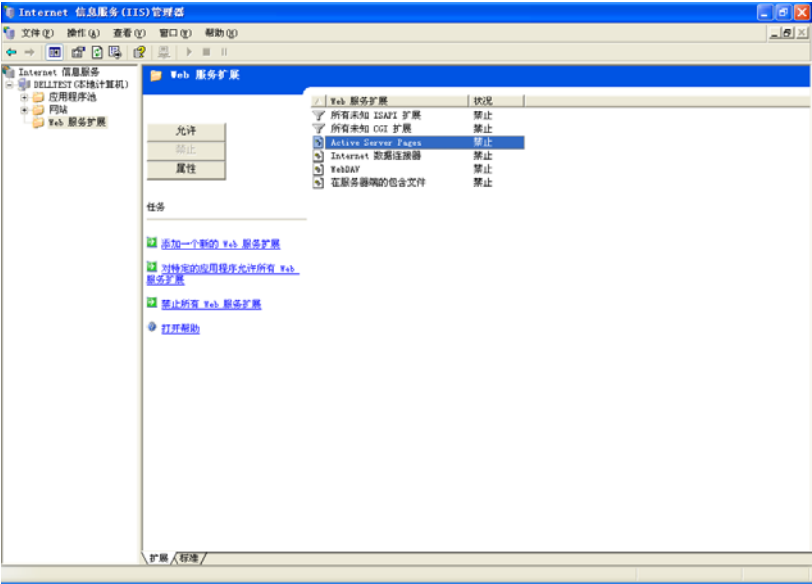 Internet 信息服务(IIS)管理器
文件(F) 操作(A) 查看(V) 窗口(W) 帮助(H)
Internet 信息服务
DELLTEST(本地计算机)
应用程序池
网站
Web 服务扩展
Web 服务扩展
允许
禁止
属性
任务
添加一个新的 Web 服务扩展
对特定的应用程序允许所有 Web
服务扩展
禁止所有 Web 服务扩展
打开帮助
Web 服务扩展 状况
所有未知 ISAPI 扩展 禁止
所有未知 CGI 扩展 禁止
Active Server Pages 禁止
Internet 数据连接器 禁止
WebDAV 禁止
在服务器端的包含文件 禁止
扩展 标准